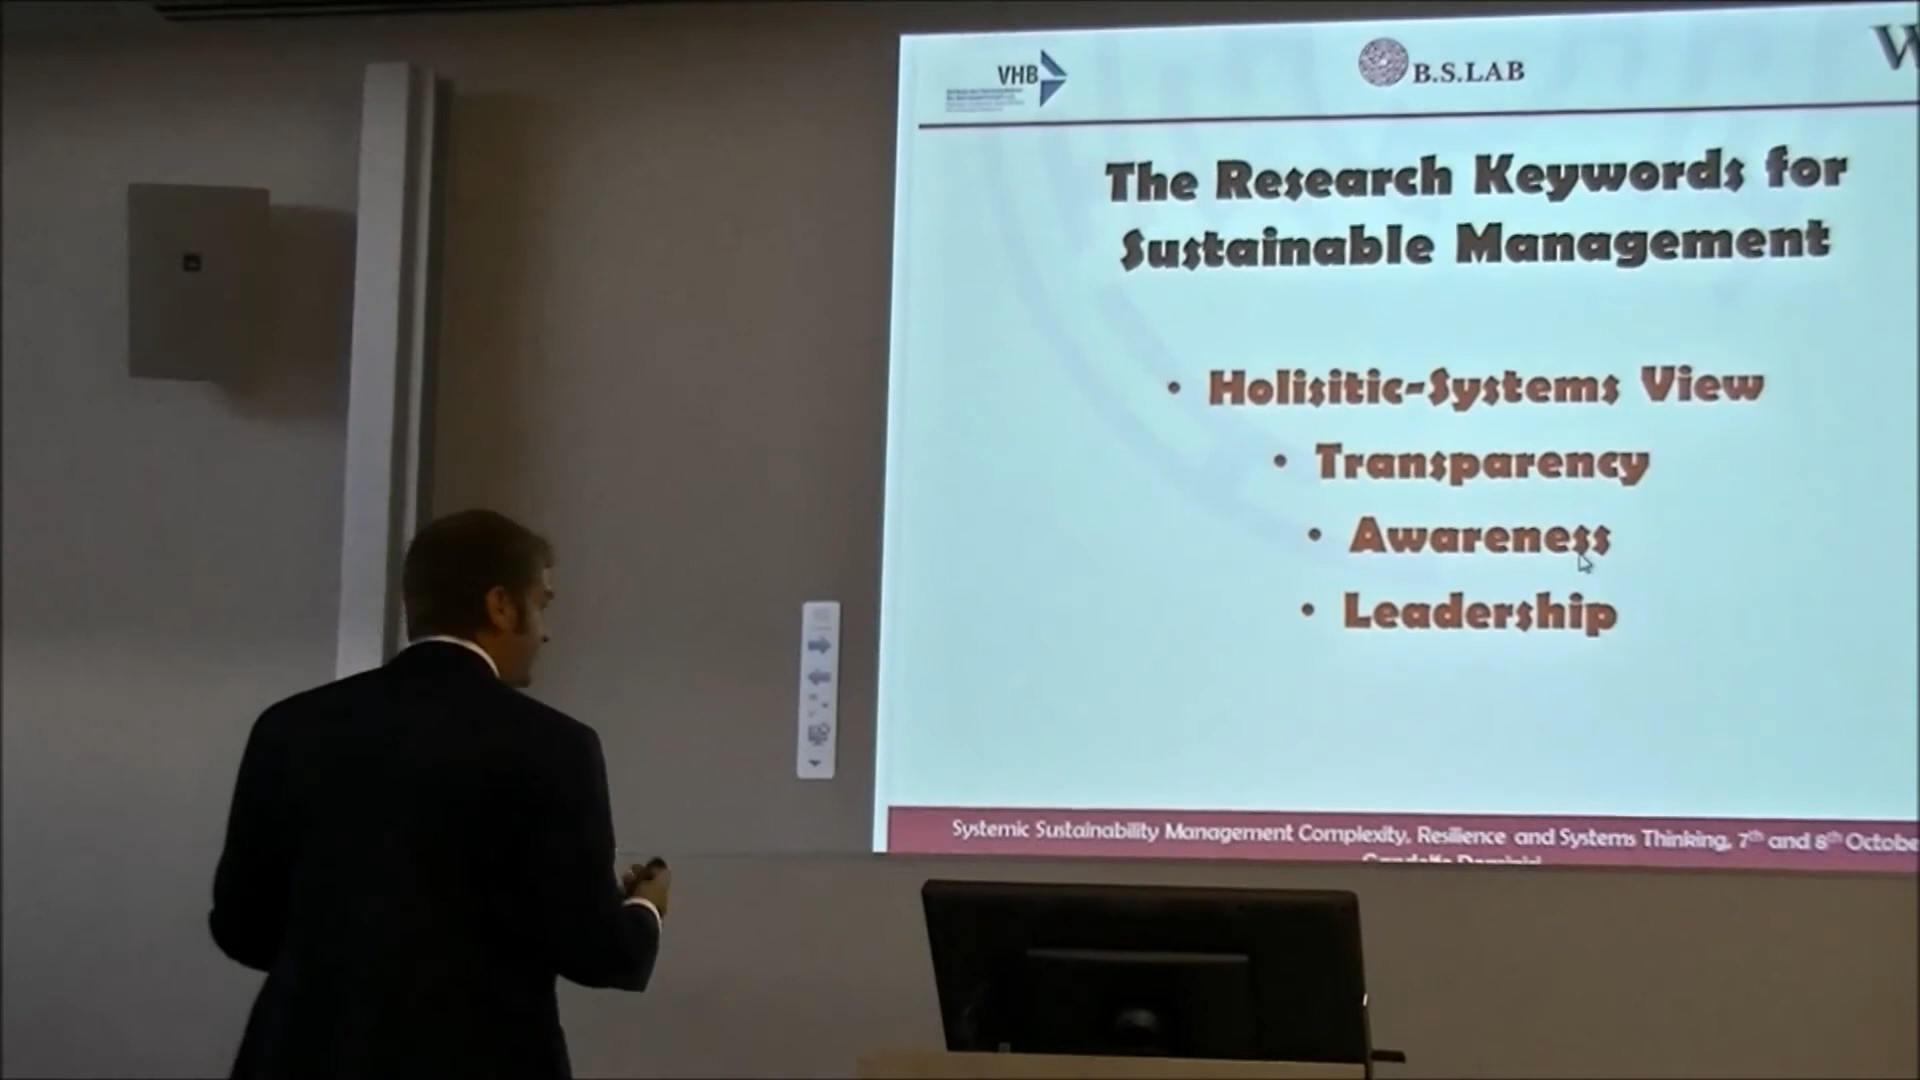 VHB
B.S.LAB
W
The Research Keywords for
Sustainable Management
• Holisitic-Systems View
• Transparency
• Awareness
• Leadership
Systemic Sustainability Management Complexity, Resilience and Systems Thinking, 7th and 8th Octobe